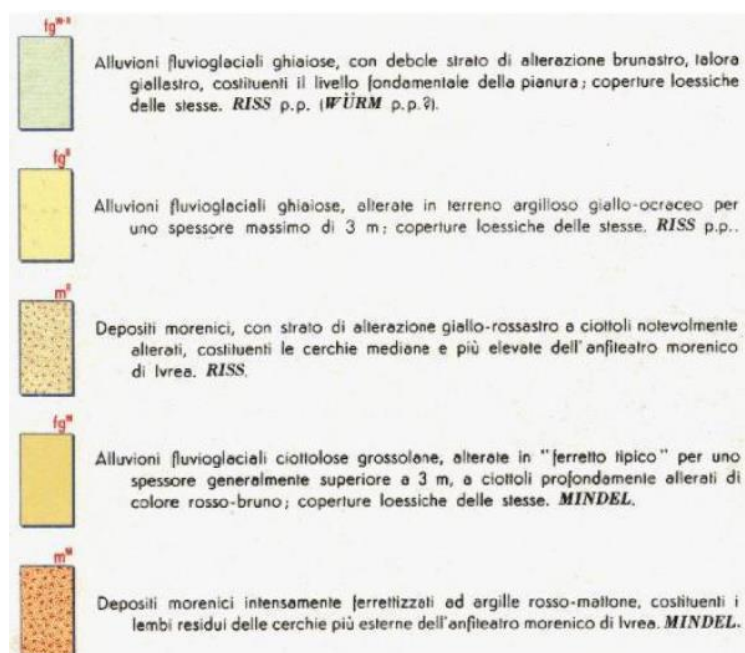 fgᴿ⁻ᵂ
Alluvioni fluvioglaciali ghiaiose, con debole strato di alterazione brunastro, talora
giallastro, costituenti il livello fondamentale della pianura; coperture loessiche
delle stesse. RISS p.p. (WÜRM p.p.?).
fgᴿ
Alluvioni fluvioglaciali ghiaiose, alterate in terreno argilloso giallo-ocraceo per
uno spessore massimo di 3 m; coperture loessiche delle stesse. RISS p.p..
mᴿ
Depositi morenici, con strato di alterazione giallo-rossastro a ciottoli notevolmente
alterati, costituenti le cerchie mediane e più elevate dell'anfiteatro morenico
di Ivrea. RISS.
fgᴹ
Alluvioni fluvioglaciali ciottolose grossolane, alterate in "ferretto tipico" per uno
spessore generalmente superiore a 3 m, a ciottoli profondamente alterati di
colore rosso-bruno; coperture loessiche delle stesse. MINDEL.
mᴹ
Depositi morenici intensamente ferrettizzati ad argille rosso-mattone, costituenti i
lembi residui delle cerchie più esterne dell'anfiteatro morenico di Ivrea. MINDEL.